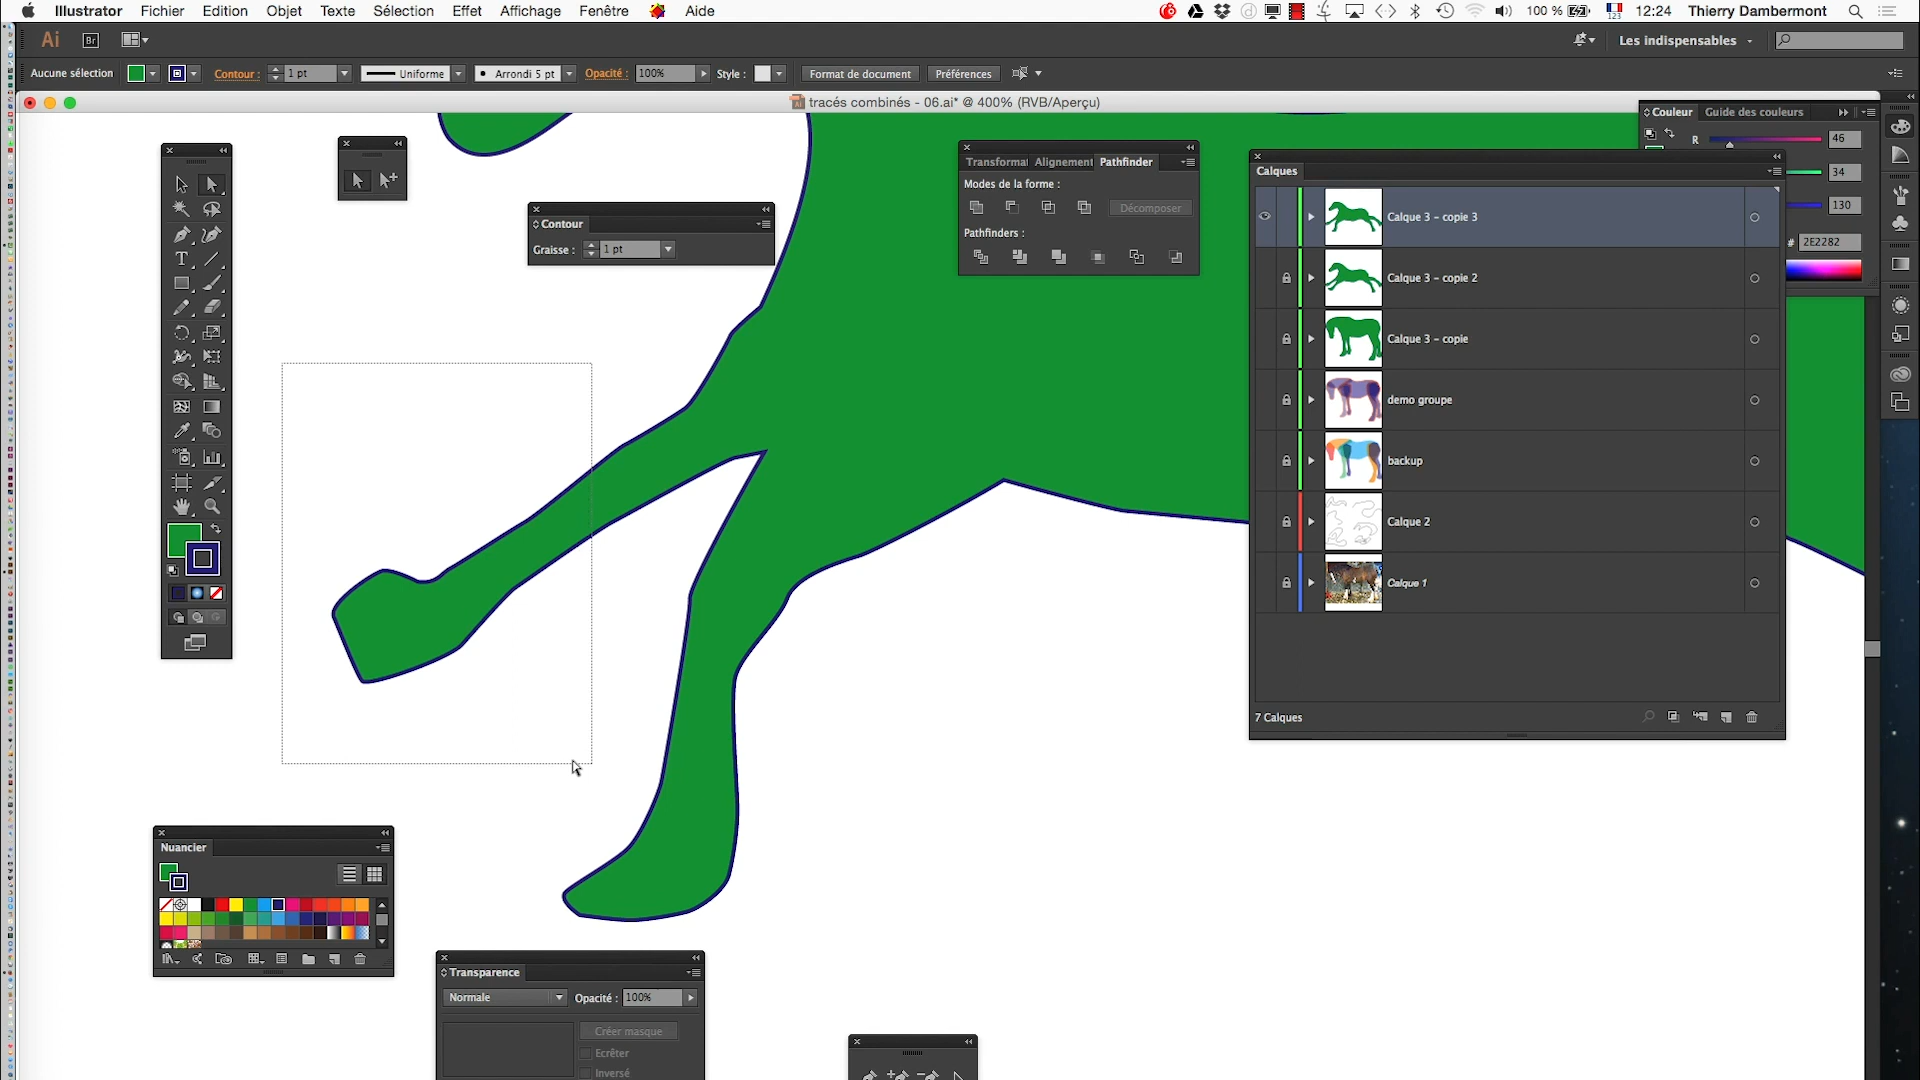 Illustrator Fichier Edition Objet Texte Sélection Effet Affichage Fenêtre Aide 100 % 12:24 Thierry Dambermont
Ai Br Les indispensables
Aucune sélection Contour : 1 pt Uniforme Arrondi 5 pt Opacité : 100% Style : Format de document Préférences
tracés combinés - 06.ai* @ 400% (RVB/Aperçu)
Couleur Guide des couleurs
R 46
34
130
# 2E2282
Transforma Alignement Pathfinder
Modes de la forme :
Décomposer
Pathfinders :
Contour
Graisse : 1 pt
Calques
Calque 3 - copie 3
Calque 3 - copie 2
Calque 3 - copie
demo groupe
backup
Calque 2
Calque 1
7 Calques
Nuancier
Transparence
Normale Opacité : 100%
Créer masque
Ecrêter
Inversé